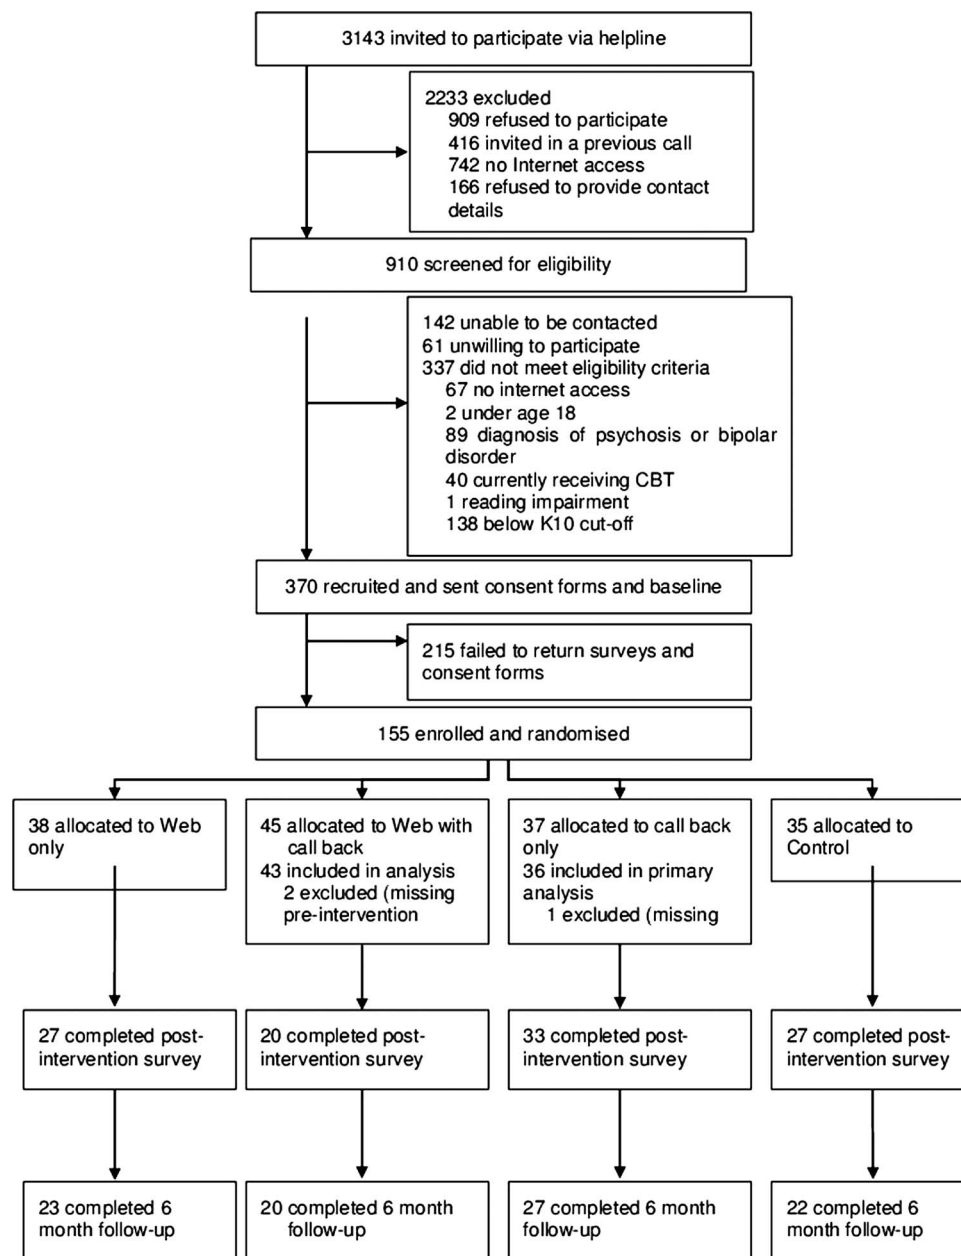 3143 invited to participate via helpline
2233 excluded
909 refused to participate
416 invited in a previous call
742 no Internet access
166 refused to provide contact
details
910 screened for eligibility
142 unable to be contacted
61 unwilling to participate
337 did not meet eligibility criteria
67 no internet access
2 under age 18
89 diagnosis of psychosis or bipolar
disorder
40 currently receiving CBT
1 reading impairment
138 below K10 cut-off
370 recruited and sent consent forms and baseline
215 failed to return surveys and
consent forms
155 enrolled and randomised
38 allocated to Web
only
45 allocated to Web with
call back
43 included in analysis
2 excluded (missing
pre-intervention
37 allocated to call back
only
36 included in primary
analysis
1 excluded (missing
35 allocated to
Control
27 completed post-
intervention survey
20 completed post-
intervention survey
33 completed post-
intervention survey
27 completed post-
intervention survey
23 completed 6
month follow-up
20 completed 6 month
follow-up
27 completed 6 month
follow-up
22 completed 6
month follow-up